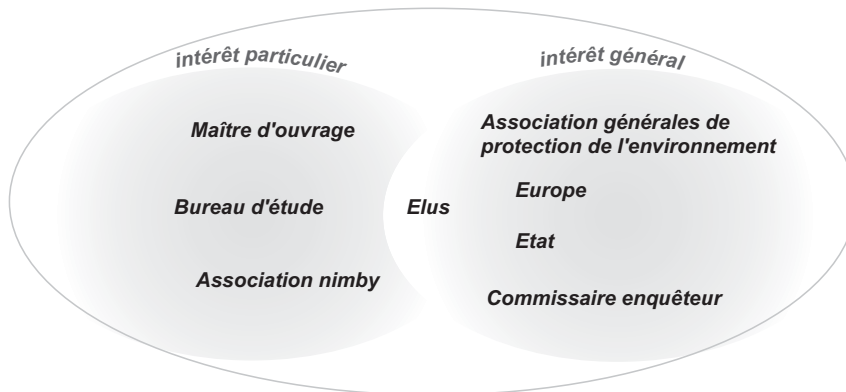 intérêt particulier
Maître d'ouvrage
Bureau d'étude
Association nimby
Elus
intérêt général
Association générales de
protection de l'environnement
Europe
Etat
Commissaire enquêteur